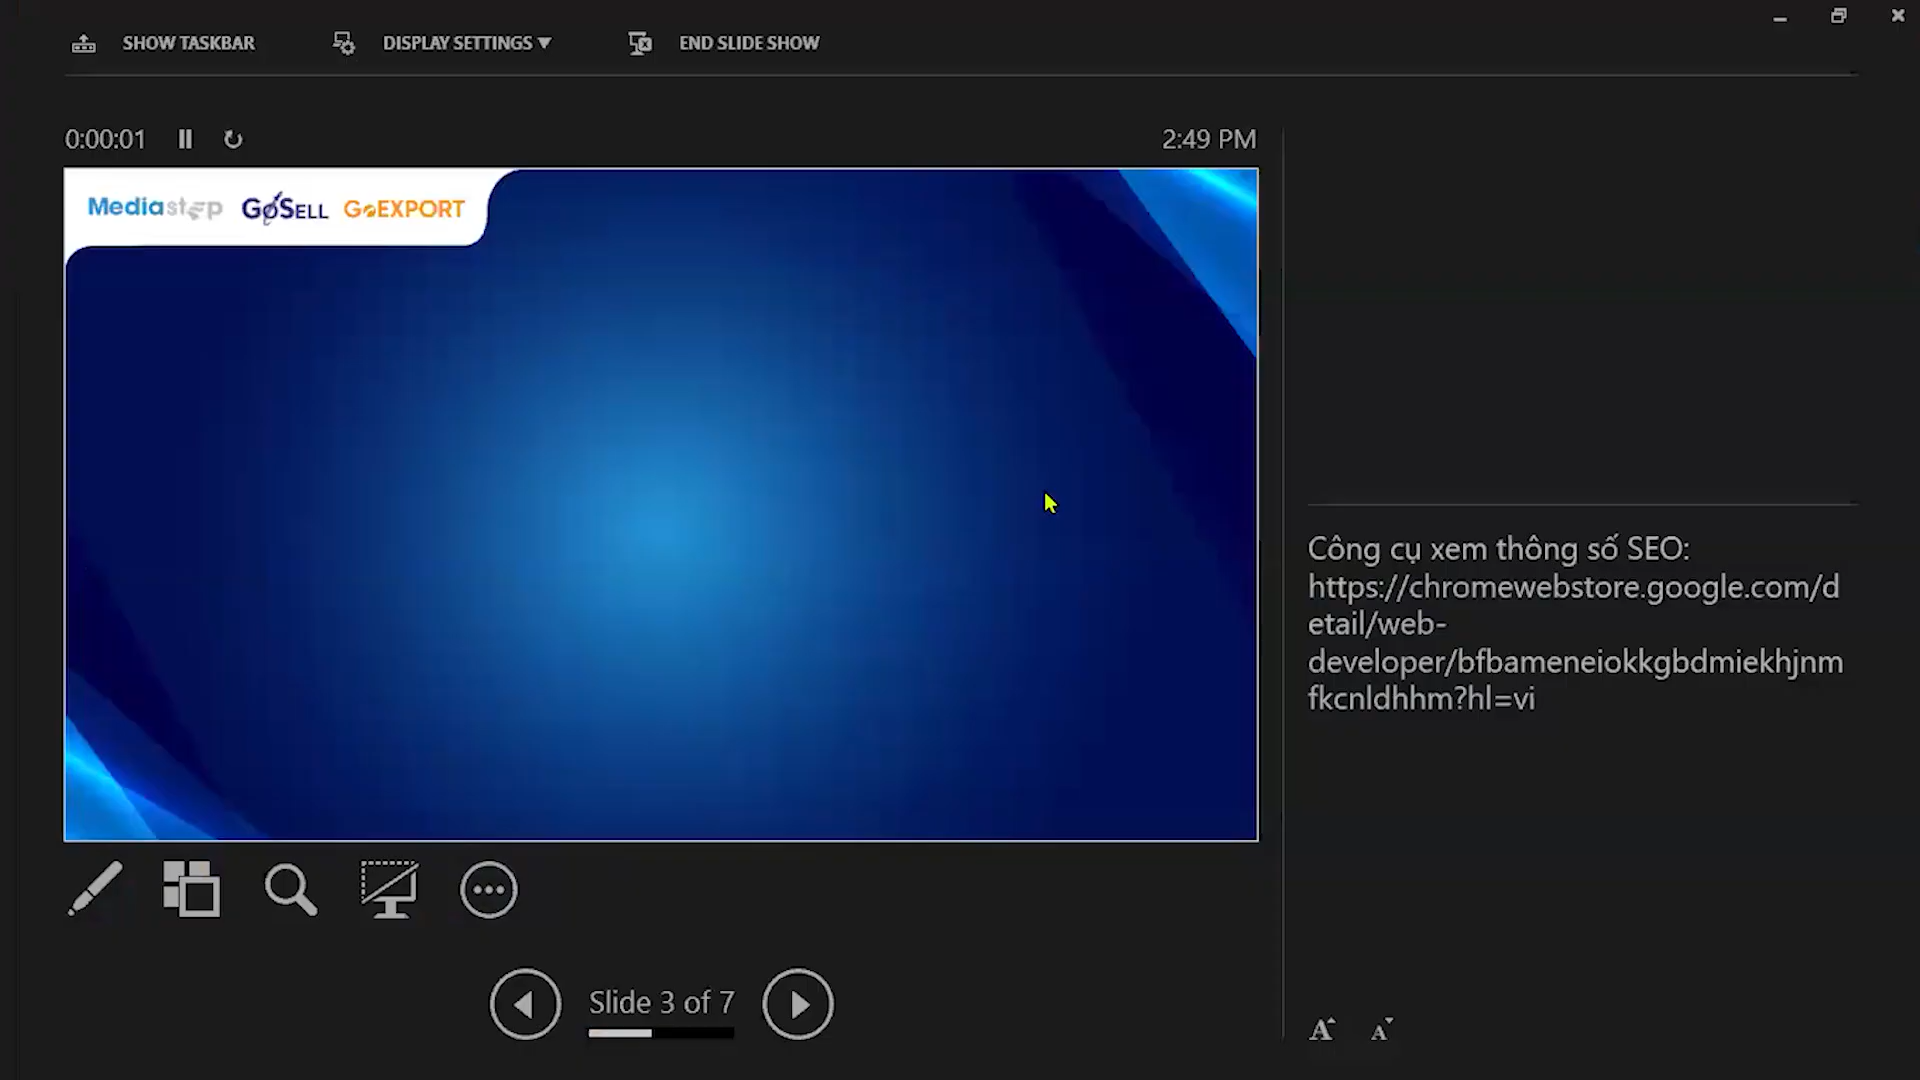 SHOW TASKBAR
DISPLAY SETTINGS
END SLIDE SHOW
0:00:01
2:49 PM
Mediastep GoSELL GoEXPORT
Công cụ xem thông số SEO:
https://chromewebstore.google.com/d
etail/web-
developer/bfbameneiokkgbdmiekhjnm
fkcnldhhm?hl=vi
Slide 3 of 7
A A